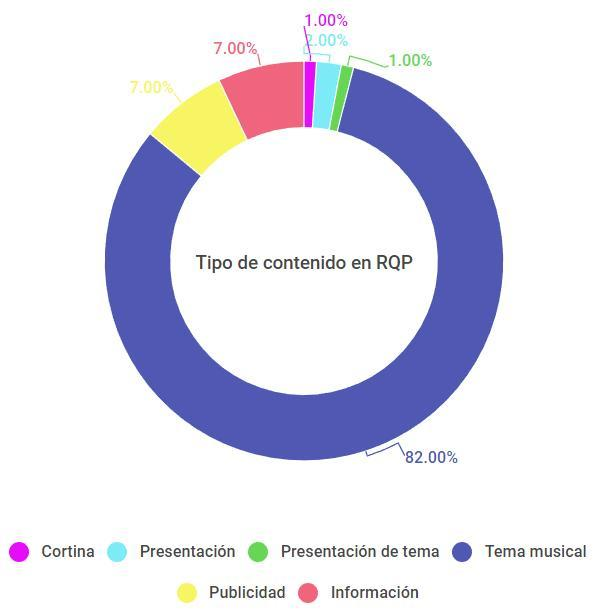 1.00%
2.00%
7.00%
1.00%
7.00%
Tipo de contenido en RQP
82.00%
Cortina Presentación Presentación de tema Tema musical
Publicidad Información